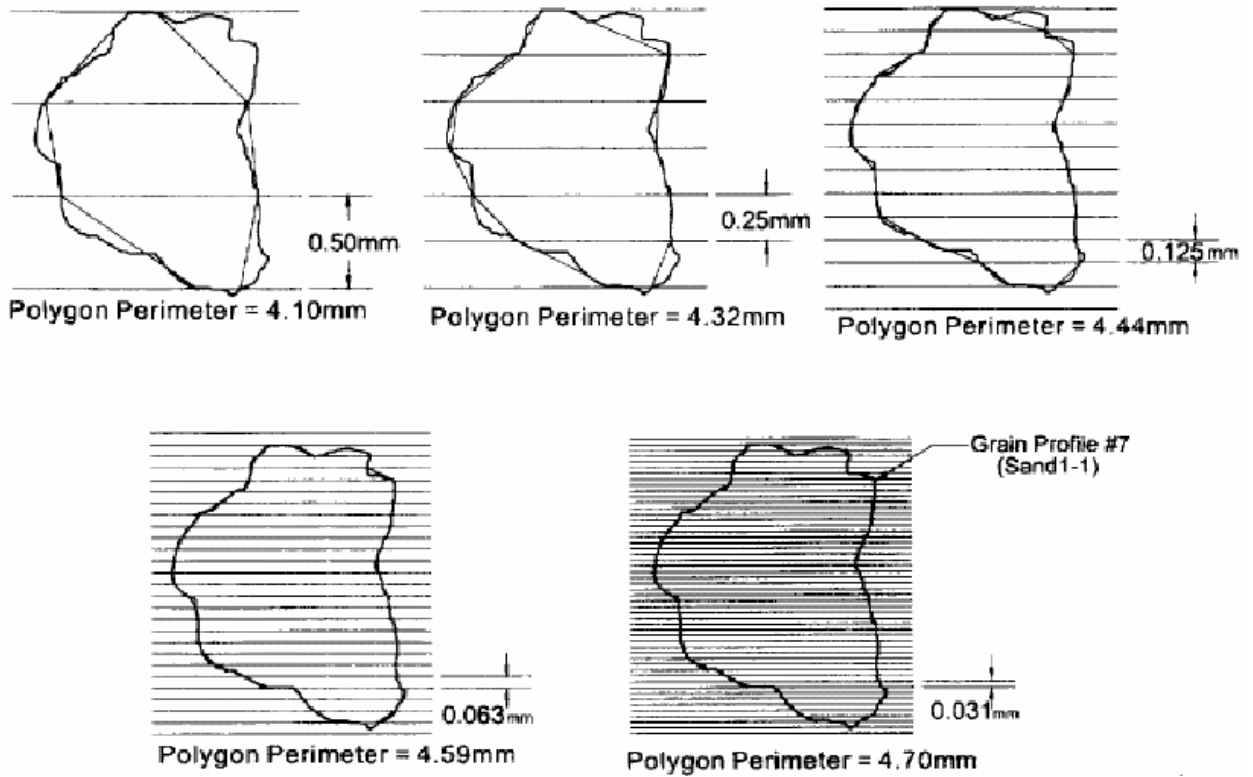 0.50mm
Polygon Perimeter = 4.10mm
0.25mm
Polygon Perimeter = 4.32mm
0.125mm
Polygon Perimeter = 4.44mm
0.063mm
Polygon Perimeter = 4.59mm
Grain Profile #7
(Sand1-1)
0.031mm
Polygon Perimeter = 4.70mm